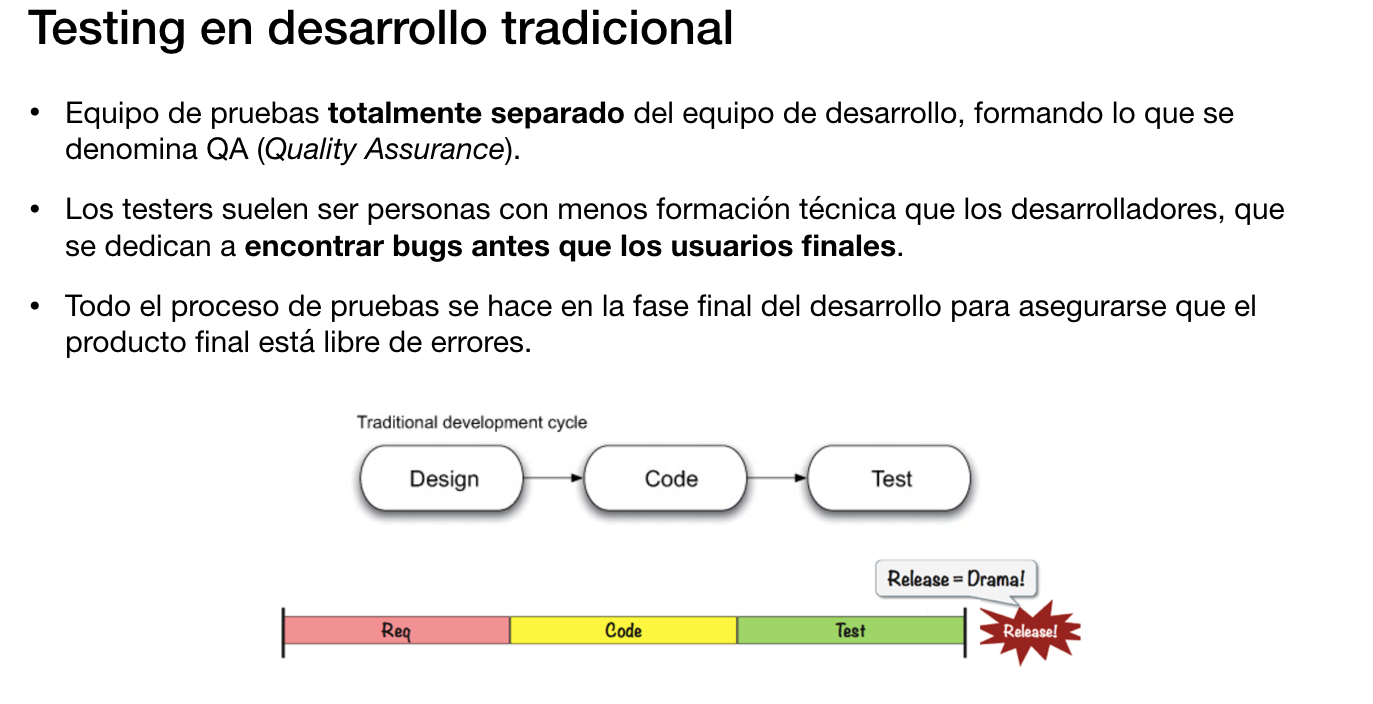 Testing en desarrollo tradicional
• Equipo de pruebas totalmente separado del equipo de desarrollo, formando lo que se
denomina QA (Quality Assurance).
• Los testers suelen ser personas con menos formación técnica que los desarrolladores, que
se dedican a encontrar bugs antes que los usuarios finales.
• Todo el proceso de pruebas se hace en la fase final del desarrollo para asegurarse que el
producto final está libre de errores.
Traditional development cycle
Design
Code
Test
Release = Drama!
Req
Code
Test
Release!